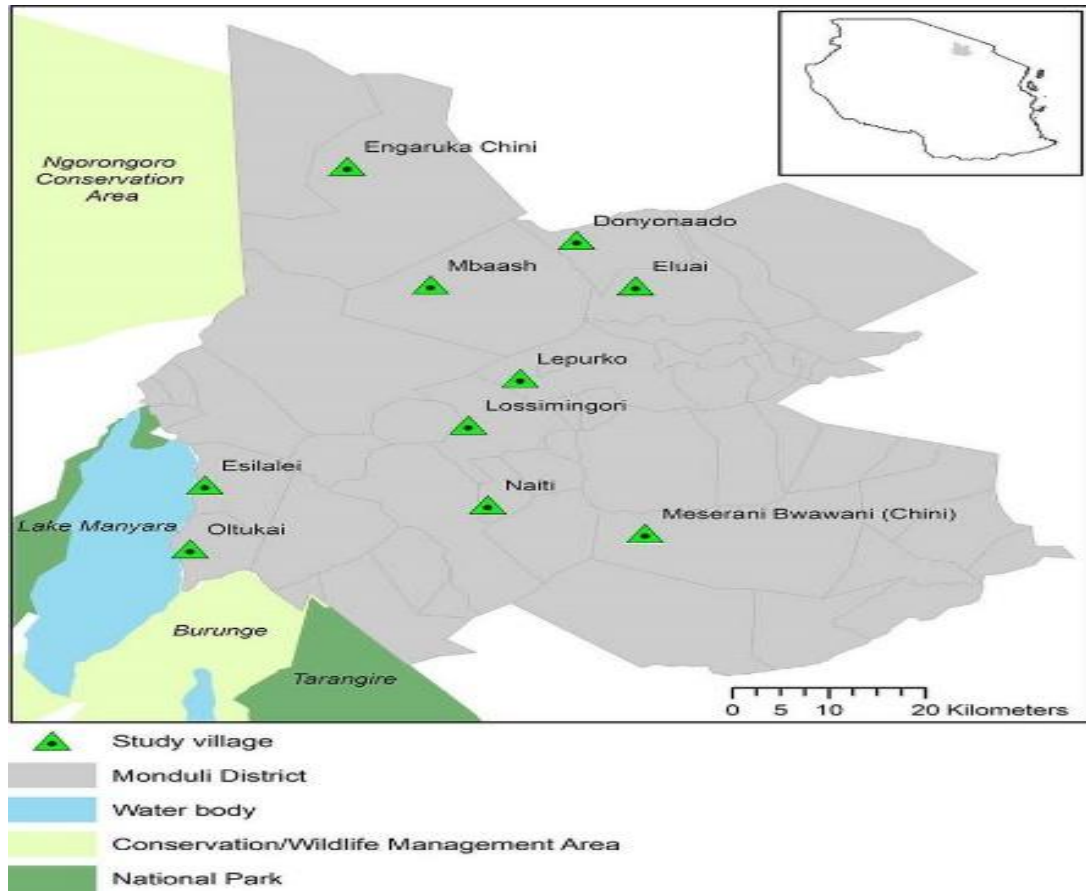 Engaruka Chini
Ngorongoro
Conservation
Area
Donyonaado
Mbaash
Eluai
Lepurko
Lossimingori
Esilalei
Naiti
Lake Manyara
Oltukai
Meserani Bwawani (Chini)
Burunge
Tarangire
0 5 10 20 Kilometers
Study village
Monduli District
Water body
Conservation/Wildlife Management Area
National Park